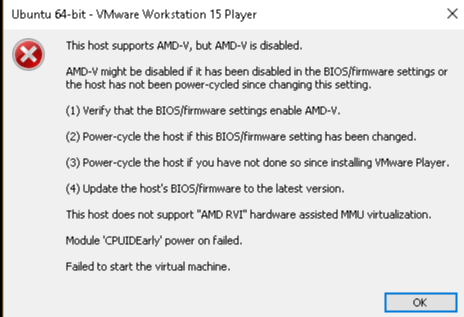 Ubuntu 64-bit - VMware Workstation 15 Player
This host supports AMD-V, but AMD-V is disabled.
AMD-V might be disabled if it has been disabled in the BIOS/firmware settings or
the host has not been power-cycled since changing this setting.
(1) Verify that the BIOS/firmware settings enable AMD-V.
(2) Power-cycle the host if this BIOS/firmware setting has been changed.
(3) Power-cycle the host if you have not done so since installing VMware Player.
(4) Update the host's BIOS/firmware to the latest version.
This host does not support "AMD RVI" hardware assisted MMU virtualization.
Module 'CPUIDEarly' power on failed.
Failed to start the virtual machine.
OK